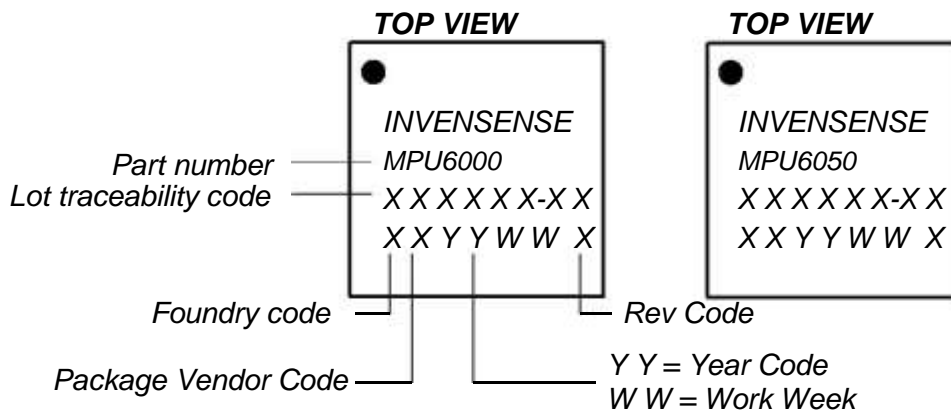 TOP VIEW
INVENSENSE
Part number
MPU6000
Lot traceability code
X X X X X X-X X
X X Y Y W W X
Foundry code
Rev Code
Package Vendor Code
Y Y = Year Code
W W = Work Week
TOP VIEW
INVENSENSE
MPU6050
X X X X X X-X X
X X Y Y W W X